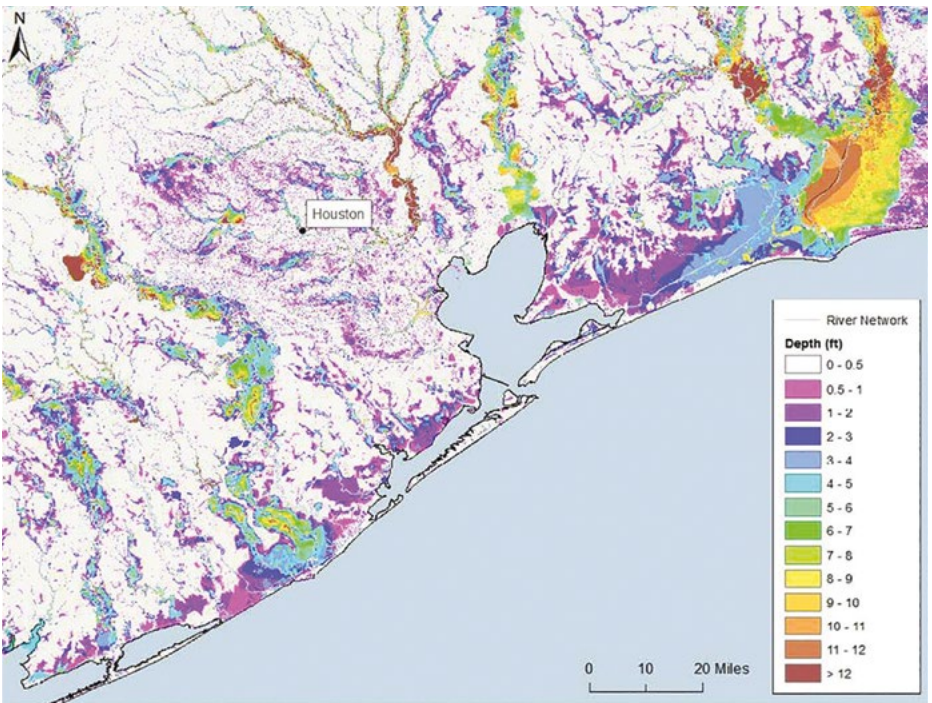 N
Houston
River Network
Depth (ft)
0 - 0.5
0.5 - 1
1 - 2
2 - 3
3 - 4
4 - 5
5 - 6
6 - 7
7 - 8
8 - 9
9 - 10
10 - 11
11 - 12
> 12
0 10 20 Miles